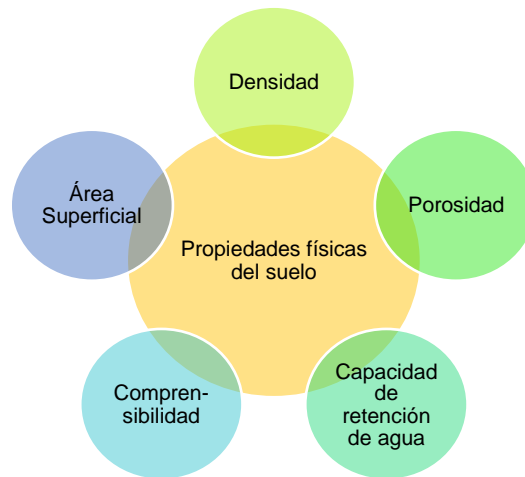 Densidad
Área
Superficial
Porosidad
Propiedades físicas
del suelo
Compren-
sibilidad
Capacidad
de
retención
de agua